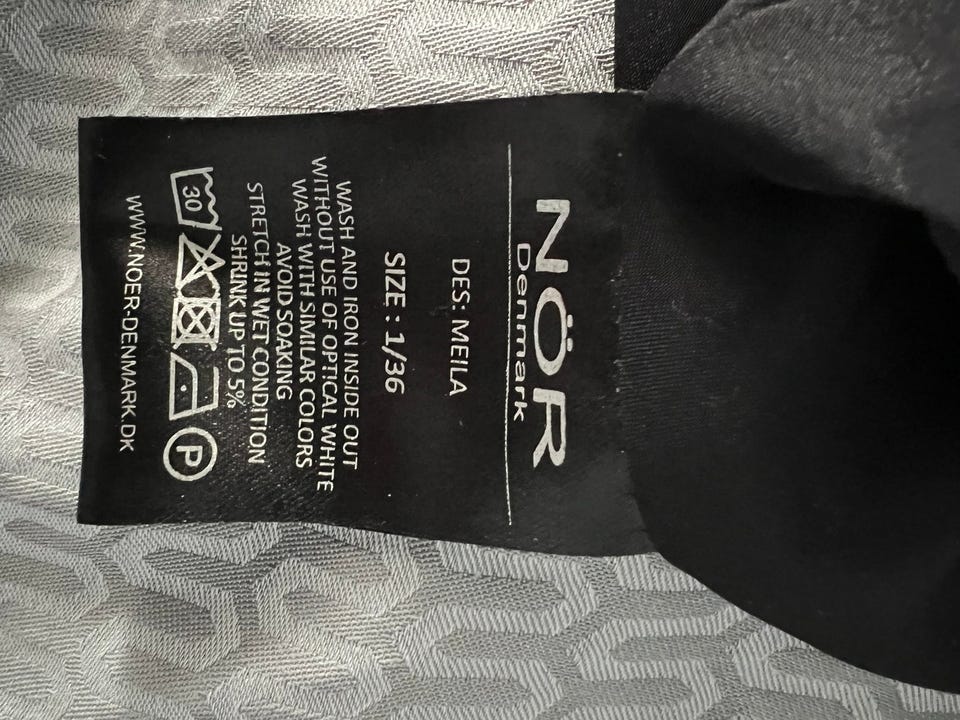 NÖR
Denmark
DES: MEILA
SIZE : 1/36
WASH AND IRON INSIDE OUT
WITHOUT USE OF OPTICAL WHITE
WASH WITH SIMILAR COLORS
AVOID SOAKING
STRETCH IN WET CONDITION
SHRINK UP TO 5%
30 P
WWW.NOER-DENMARK.DK